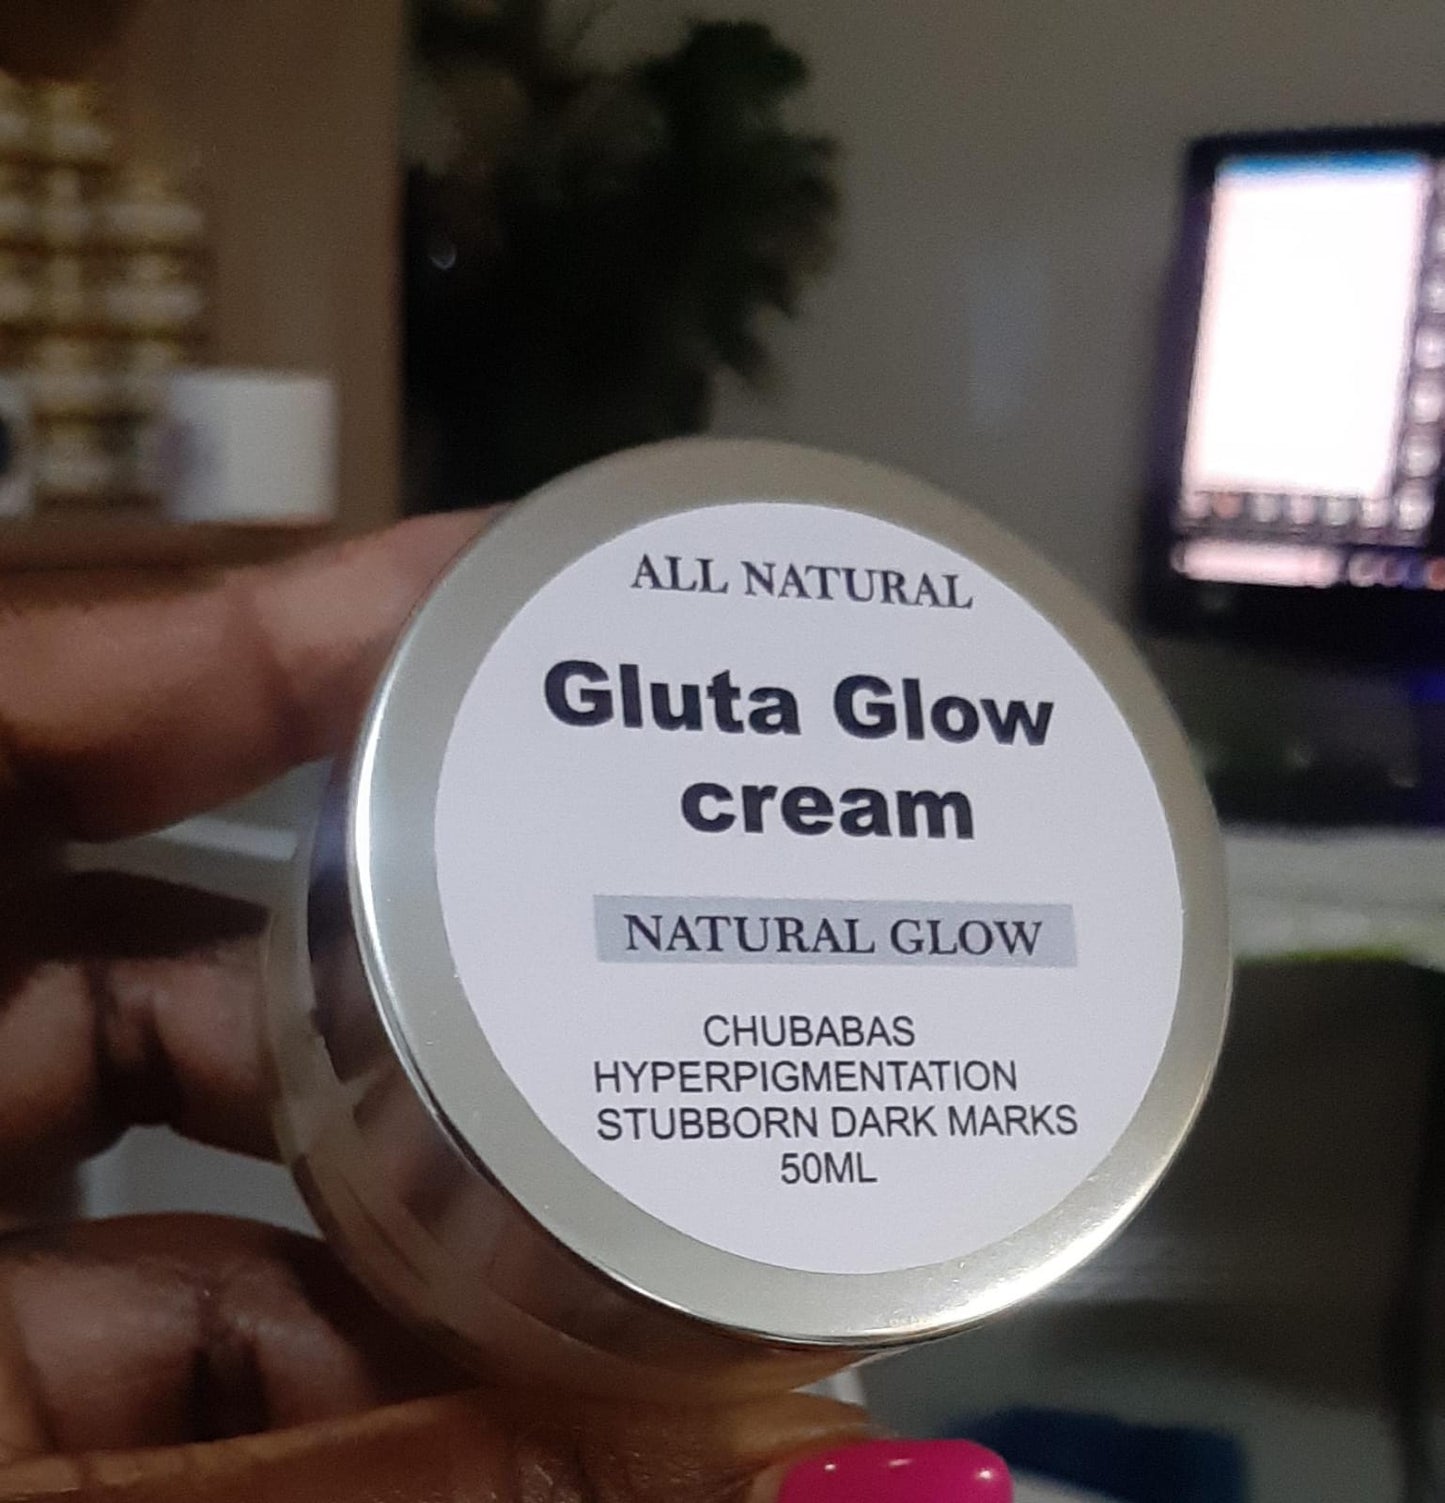 ALL NATURAL
Gluta Glow
cream
NATURAL GLOW
CHUBABAS
HYPERPIGMENTATION
STUBBORN DARK MARKS
50ML